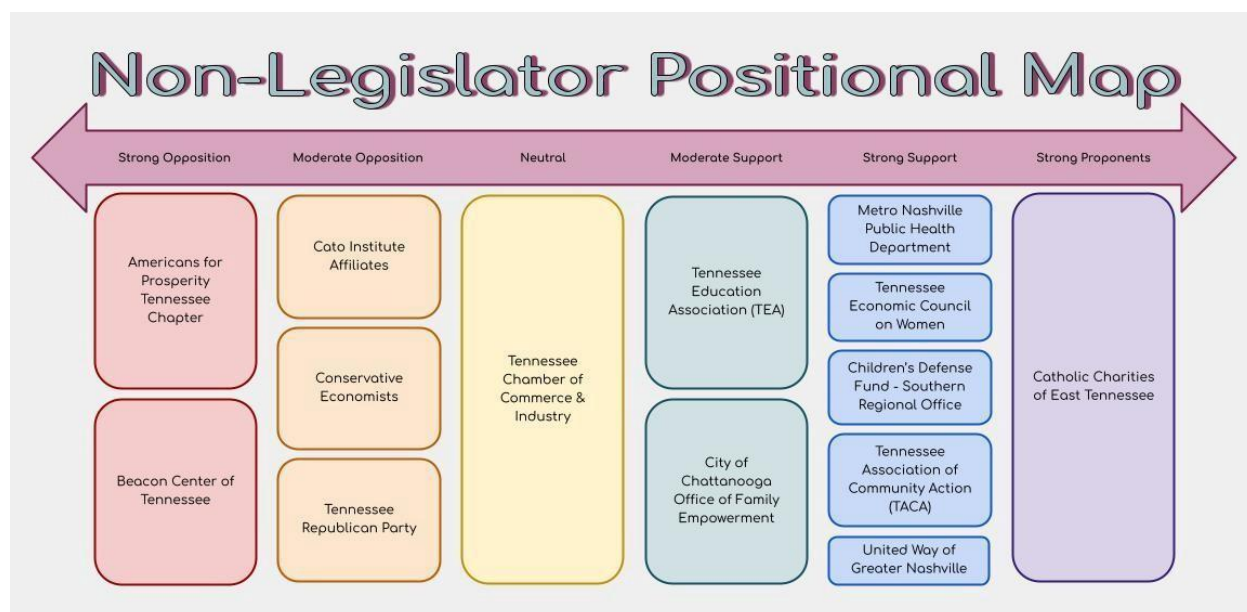 Non-Legislator Positional Map
Strong Opposition
Moderate Opposition
Neutral
Moderate Support
Strong Support
Strong Proponents
Americans for
Prosperity
Tennessee
Chapter
Beacon Center of
Tennessee
Cato Institute
Affiliates
Conservative
Economists
Tennessee
Republican Party
Tennessee
Chamber of
Commerce &
Industry
Tennessee
Education
Association (TEA)
City of
Chattanooga
Office of Family
Empowerment
Metro Nashville
Public Health
Department
Tennessee
Economic Council
on Women
Children's Defense
Fund - Southern
Regional Office
Tennessee
Association of
Community Action
(TACA)
United Way of
Greater Nashville
Catholic Charities
of East Tennessee